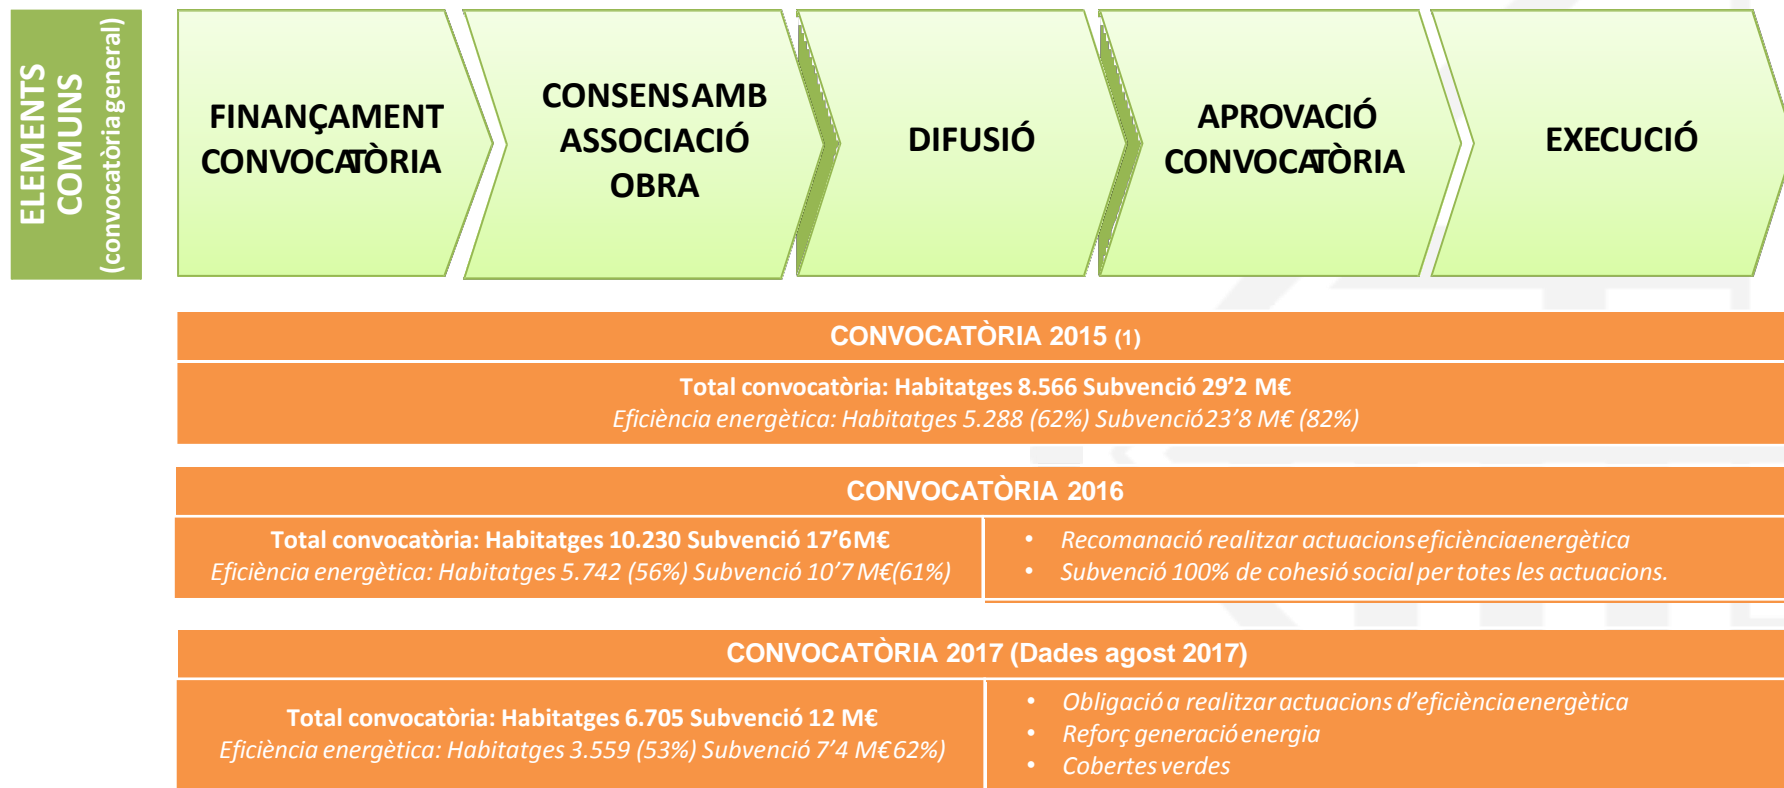 ELEMENTS
COMUNS
(convocatòria general)
FINANÇAMENT
CONVOCATÒRIA
CONSENS AMB
ASSOCIACIÓ
OBRA
DIFUSIÓ
APROVACIÓ
CONVOCATÒRIA
EXECUCIÓ
CONVOCATÒRIA 2015 (1)
Total convocatòria: Habitatges 8.566 Subvenció 29’2 M€
Eficiència energètica: Habitatges 5.288 (62%) Subvenció 23’8 M€ (82%)
CONVOCATÒRIA 2016
Total convocatòria: Habitatges 10.230 Subvenció 17’6 M€
Eficiència energètica: Habitatges 5.742 (56%) Subvenció 10’7 M€(61%)
• Recomanació realitzar actuacions eficiència energètica
• Subvenció 100% de cohesió social per totes les actuacions.
CONVOCATÒRIA 2017 (Dades agost 2017)
Total convocatòria: Habitatges 6.705 Subvenció 12 M€
Eficiència energètica: Habitatges 3.559 (53%) Subvenció 7’4 M€ 62%)
• Obligació a realitzar actuacions d’eficiència energètica
• Reforç generació energia
• Cobertes verdes